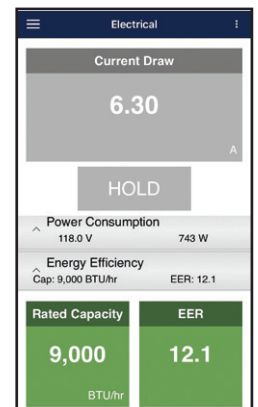 Electrical
Current Draw
6.30
A
HOLD
Power Consumption
118.0 V 743 W
Energy Efficiency
Cap: 9,000 BTU/hr EER: 12.1
Rated Capacity EER
9,000 12.1
BTU/hr